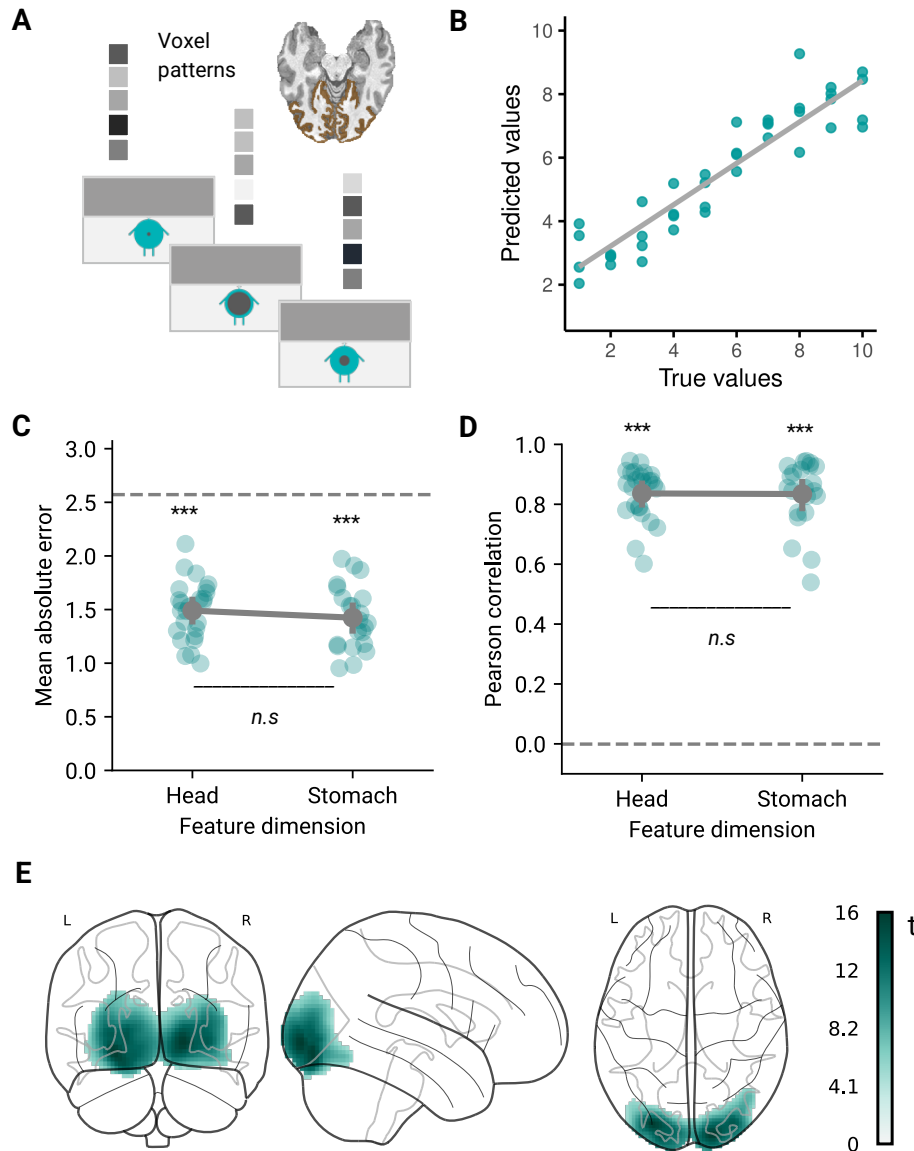 A
Voxel
patterns
B
Predicted values
10
8
6
4
2
2
4
6
8
10
True values
C
Mean absolute error
3.0
2.5
2.0
1.5
1.0
0.5
0.0
***
***
n.s
Head
Stomach
Feature dimension
D
Pearson correlation
1.0
0.8
0.6
0.4
0.2
0.0
***
***
n.s
Head
Stomach
Feature dimension
E
L
R
L
R
16
12
8.2
4.1
0
t